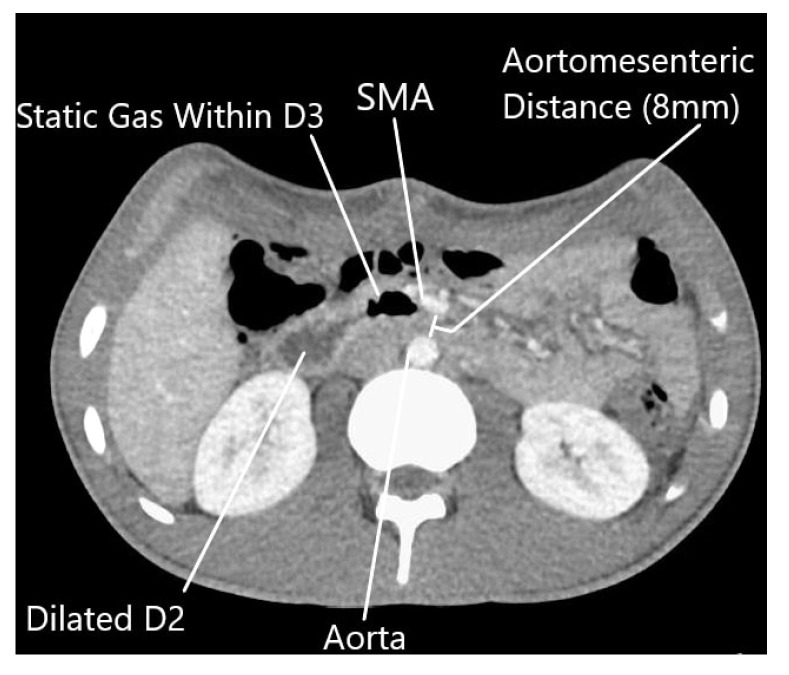 Aortomesenteric
Distance (8mm)
SMA
Static Gas Within D3
Dilated D2
Aorta